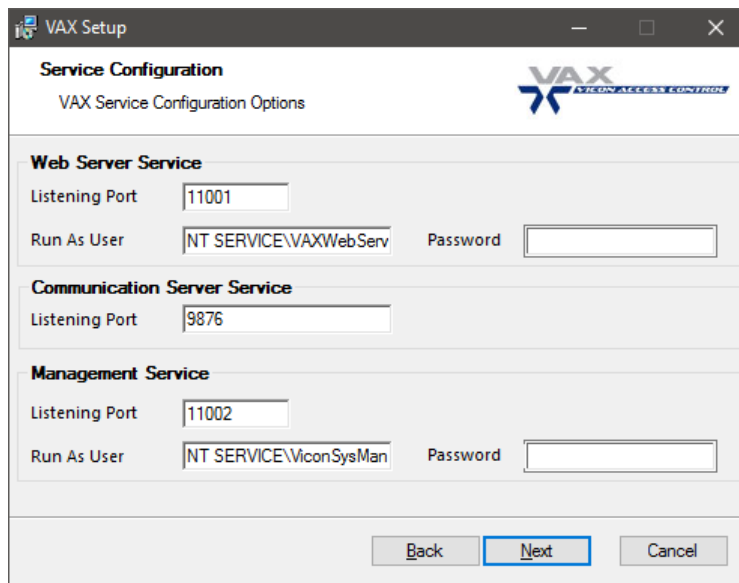 VAX Setup
Service Configuration
VAX Service Configuration Options
VAX
VICON ACCESS CONTROL
Web Server Service
Listening Port 11001
Run As User NT SERVICE\VAXWebServ Password
Communication Server Service
Listening Port 9876
Management Service
Listening Port 11002
Run As User NT SERVICE\ViconSysMan Password
Back Next Cancel